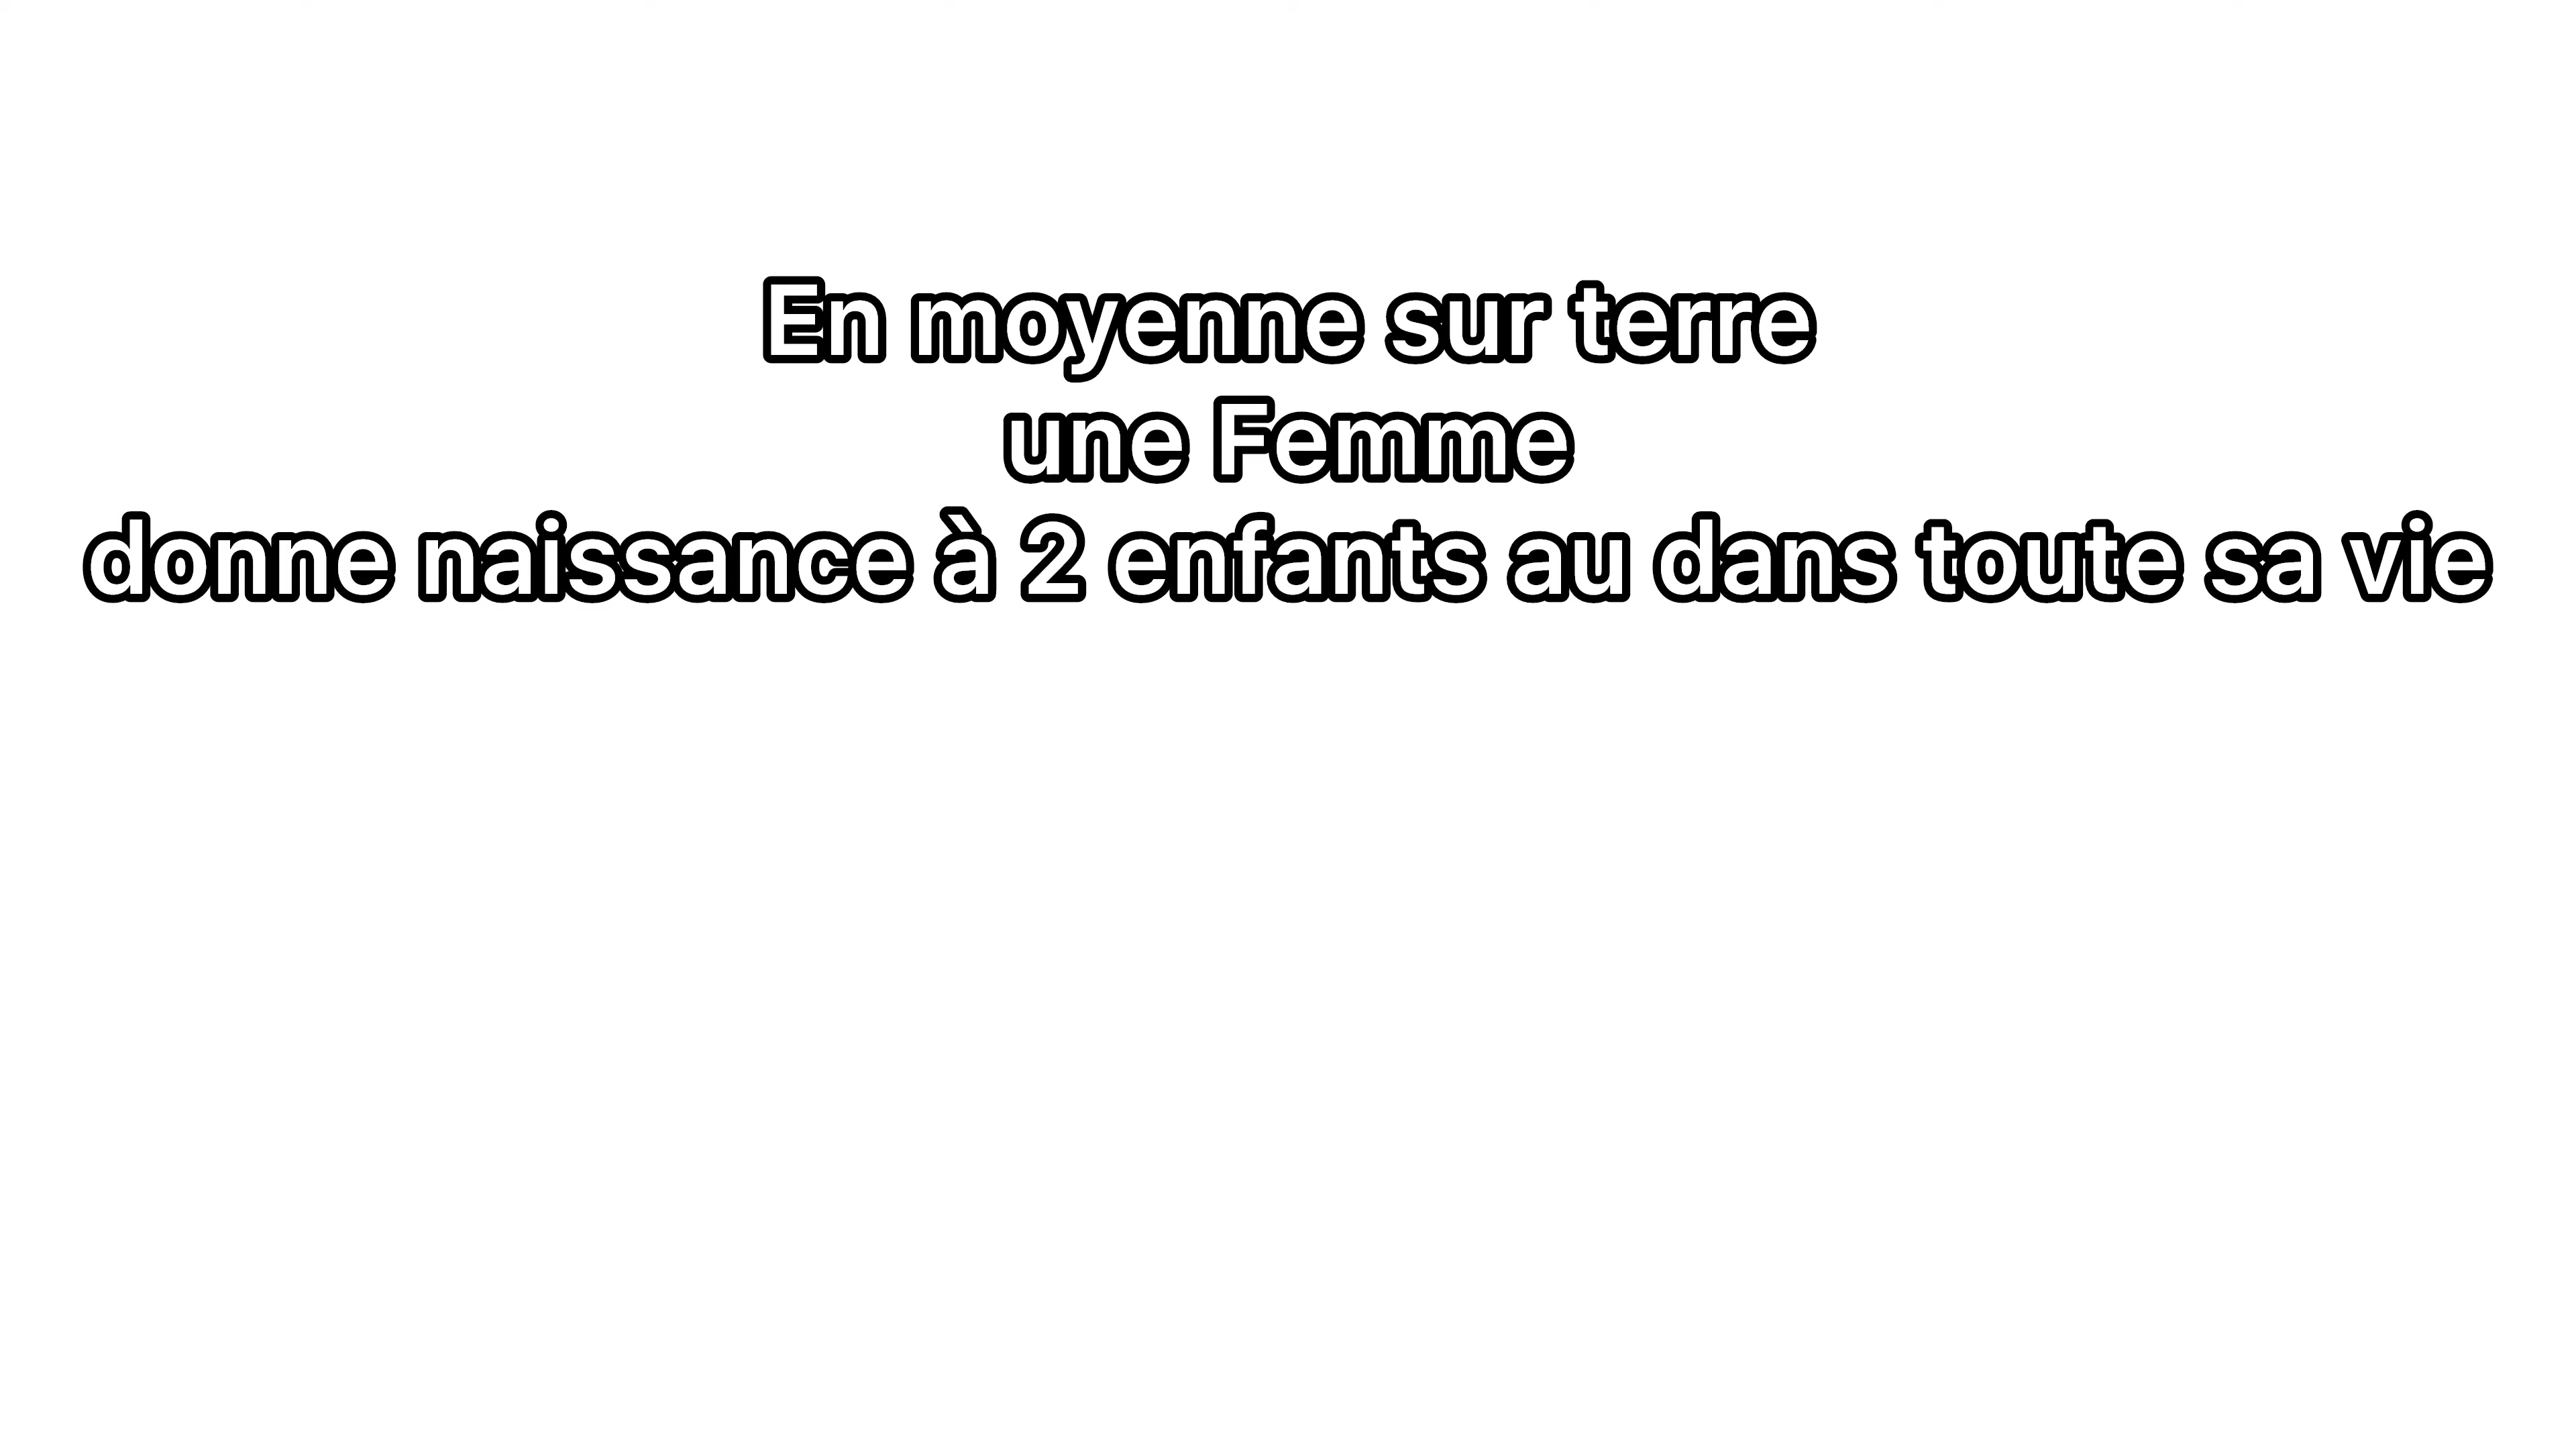 En moyenne sur terre
une Femme
donne naissance à 2 enfants au dans toute sa vie